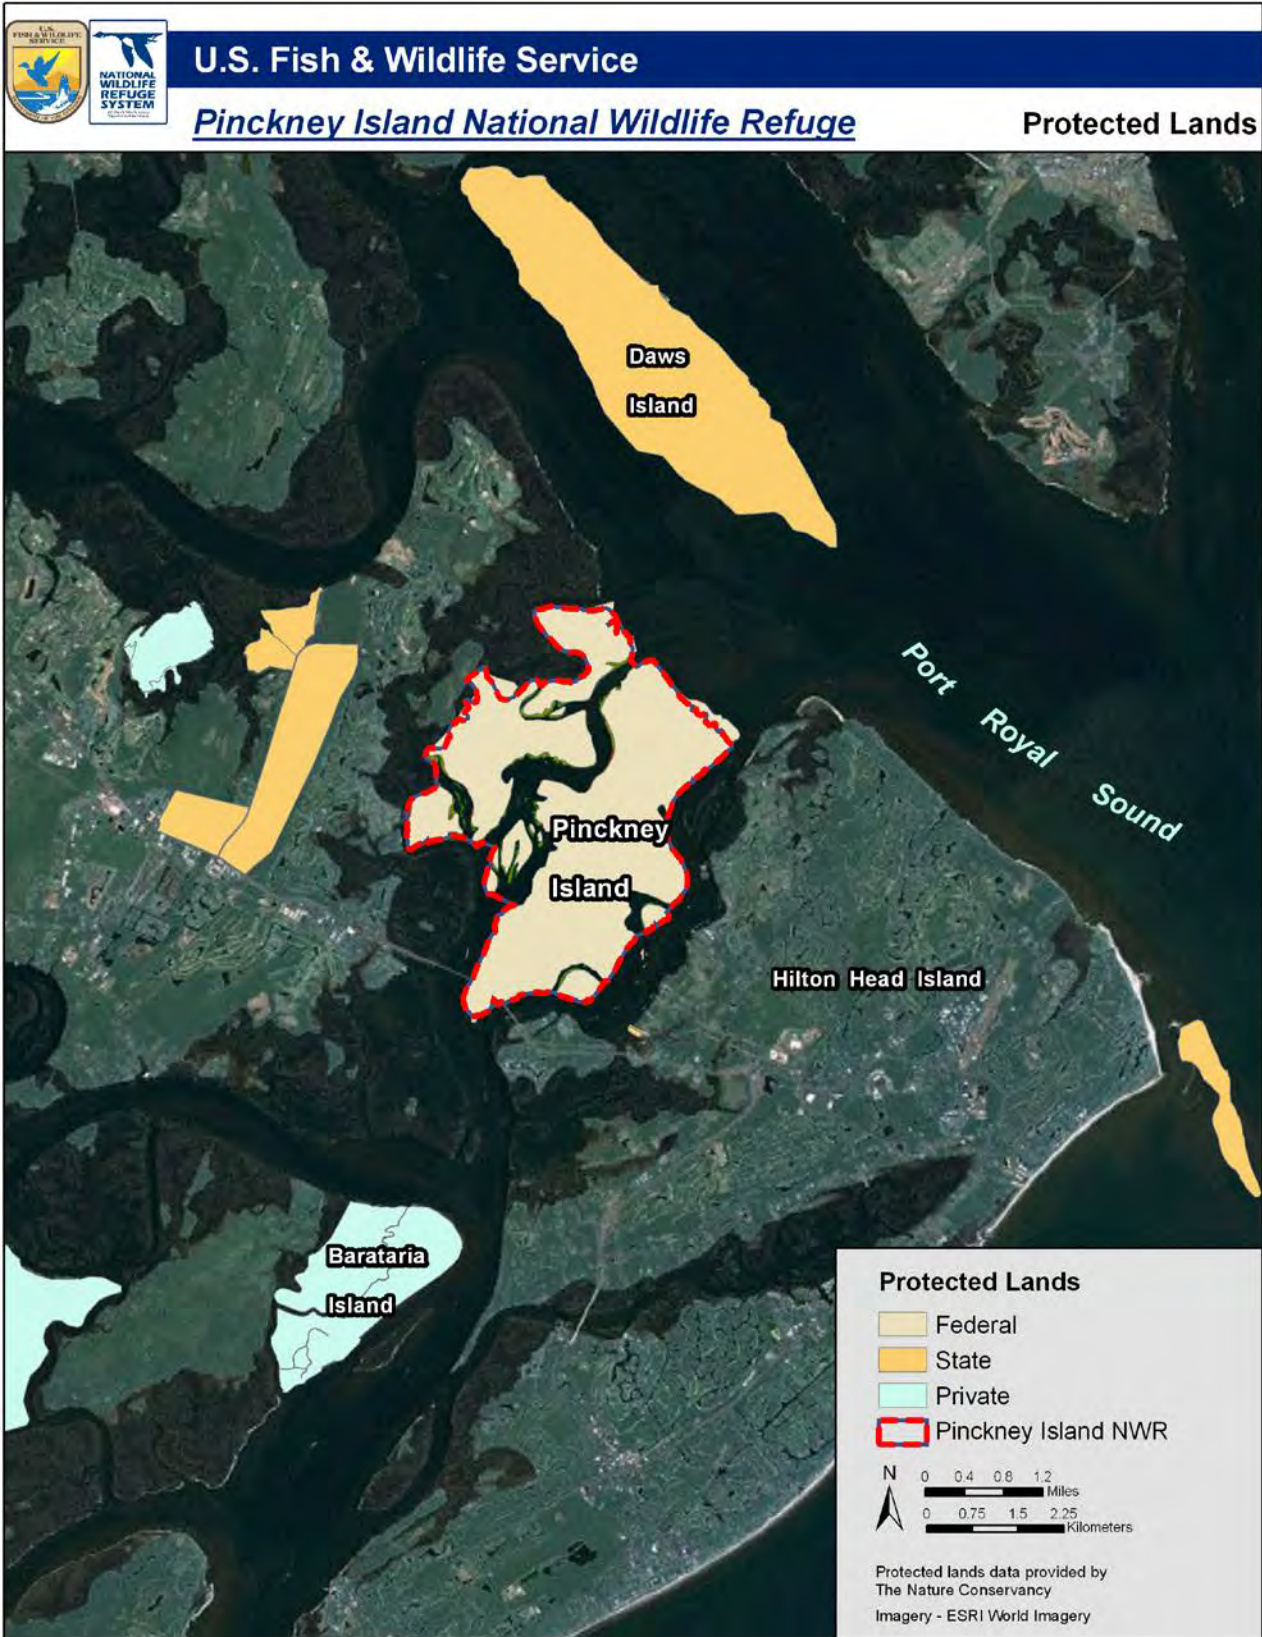 U.S.
FISH & WILDLIFE
SERVICE
NATIONAL
WILDLIFE
REFUGE
SYSTEM
U.S. Fish & Wildlife Service
Pinckney Island National Wildlife Refuge
Protected Lands
Daws
Island
Port Royal Sound
Pinckney
Island
Hilton Head Island
Barataria
Island
Protected Lands
Federal
State
Private
Pinckney Island NWR
N
0 0.4 0.8 1.2
Miles
0 0.75 1.5 2.25
Kilometers
Protected lands data provided by
The Nature Conservancy
Imagery - ESRI World Imagery